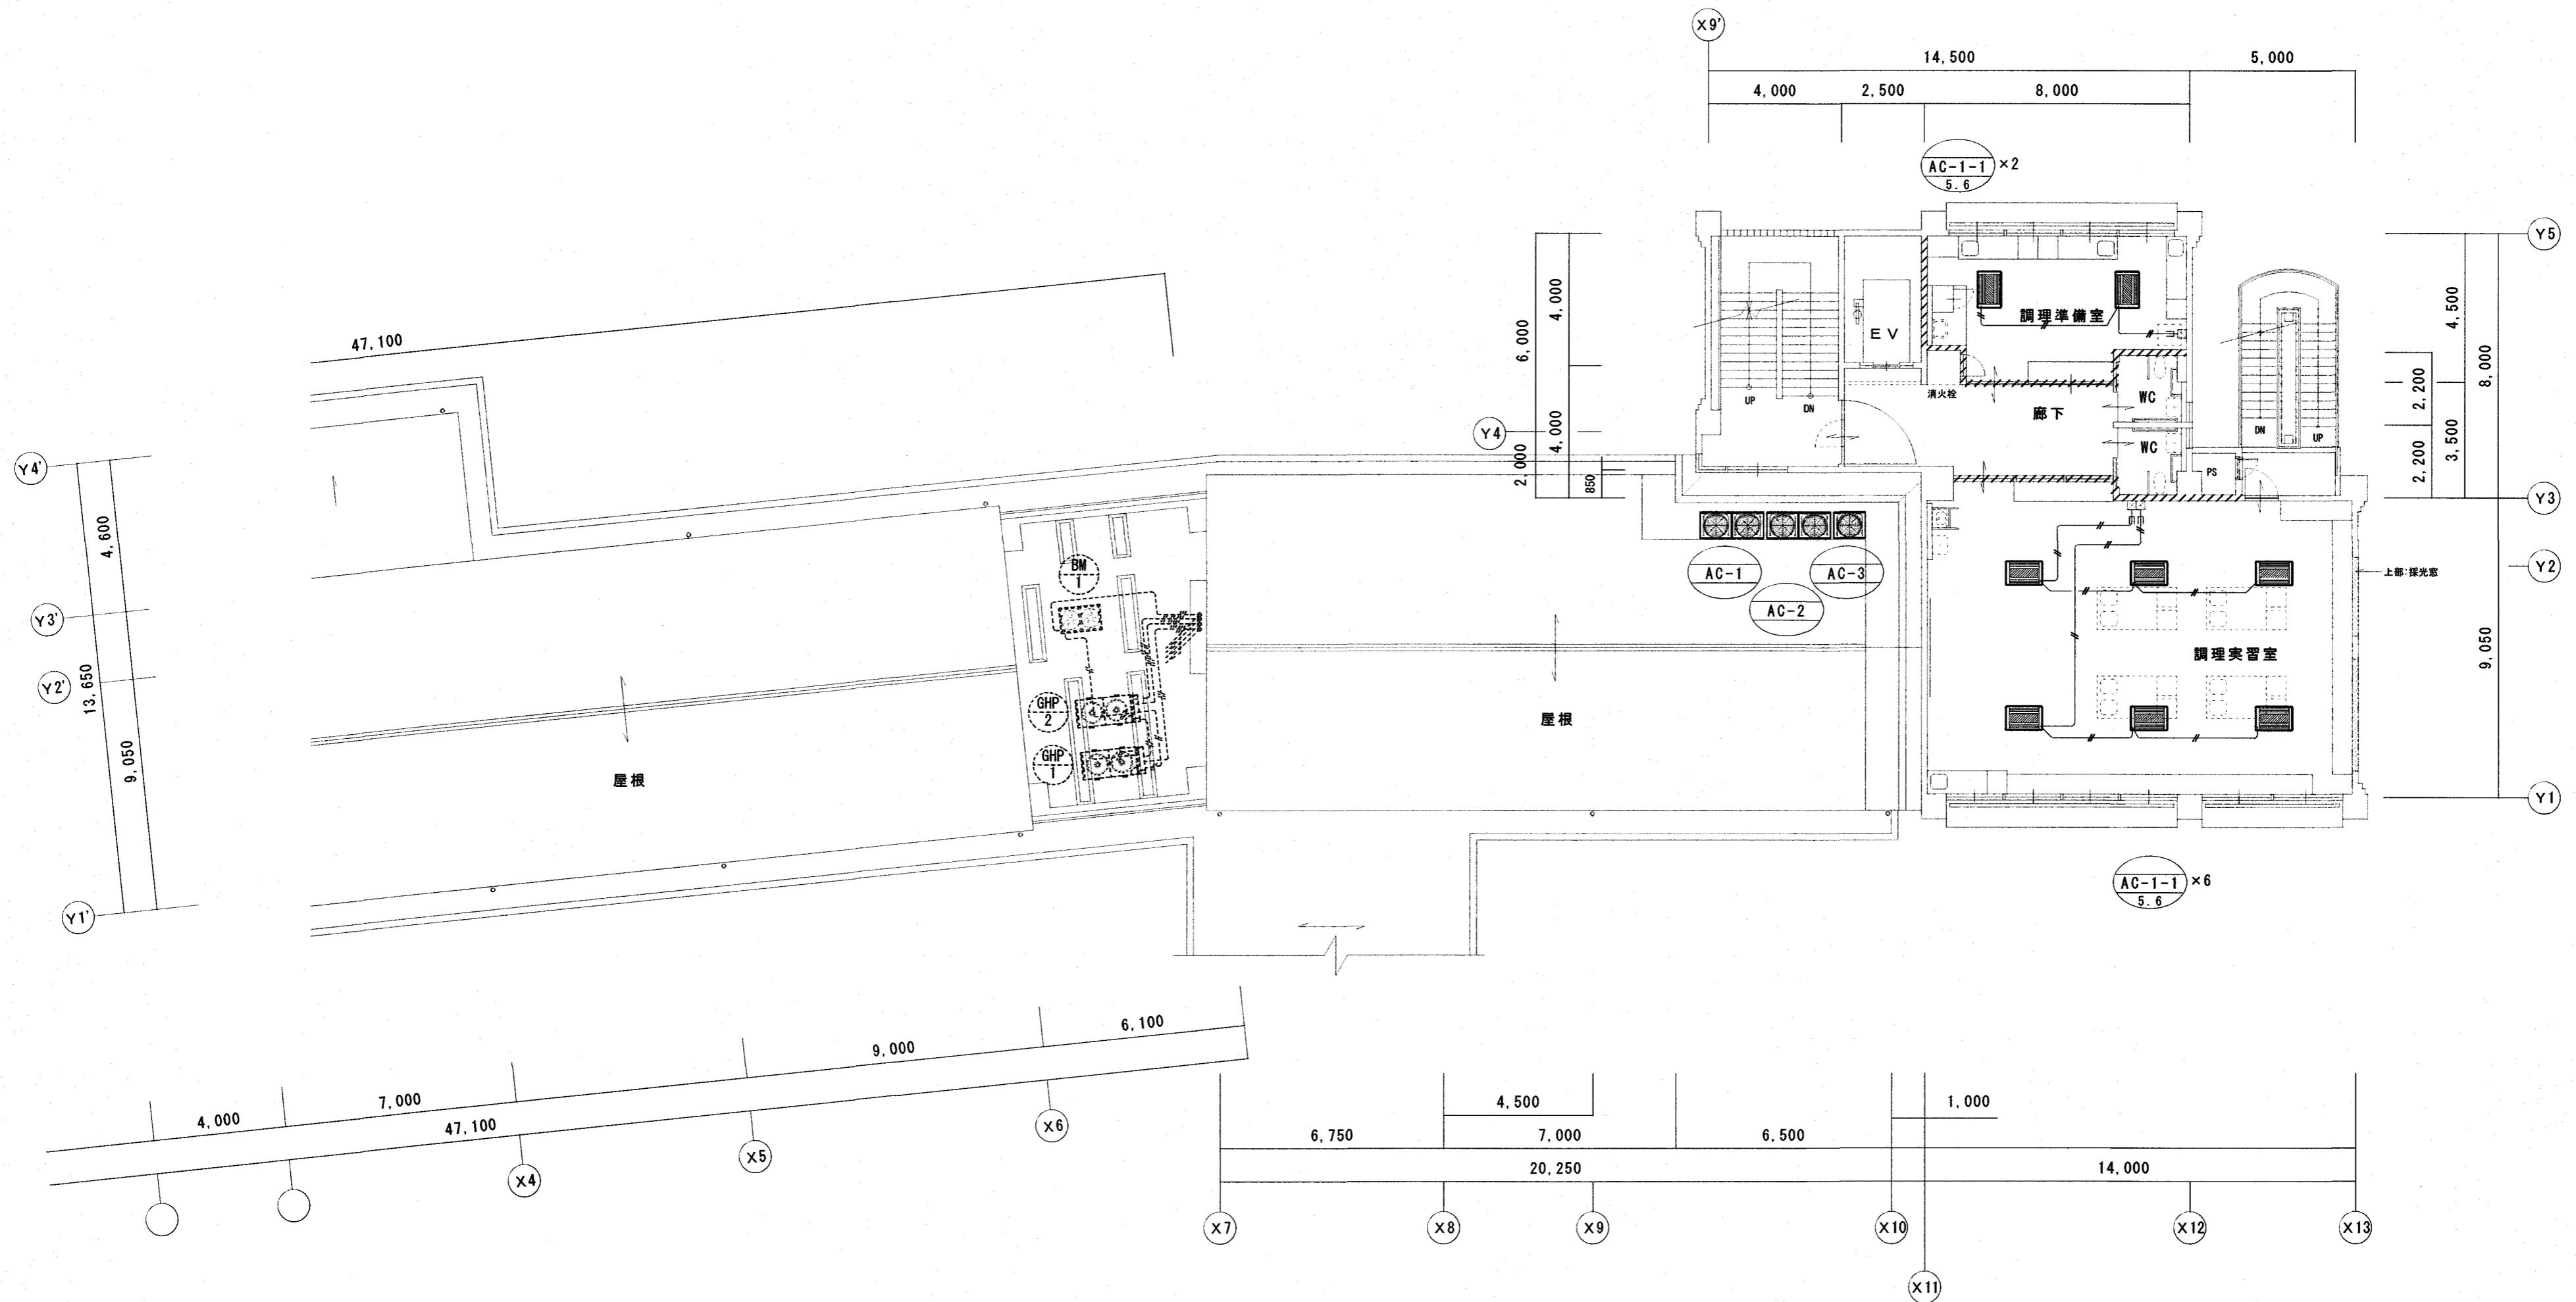 X9'
14,500
5,000
4,000
2,500
8,000
AC-1-1
×2
5.6
Y5
4,000
6,000
4,500
8,000
47,100
調理準備室
EV
2,200
消火栓
WC
UP
DN
廊下
Y4
4,000
2,000
850
WC
DN
UP
PS
2,200
3,500
Y3
Y4'
4,600
BM
1
AC-1
AC-3
AC-2
上部:採光窓
Y2
Y3'
Y2'
13,650
調理実習室
9,050
GHP
2
GHP
1
屋根
屋根
9,050
Y1
Y1'
AC-1-1
×6
5.6
6,100
9,000
7,000
4,000
47,100
X6
X5
X4
4,500
1,000
6,750
7,000
6,500
20,250
14,000
X7
X8
X9
X10
X12
X13
X11